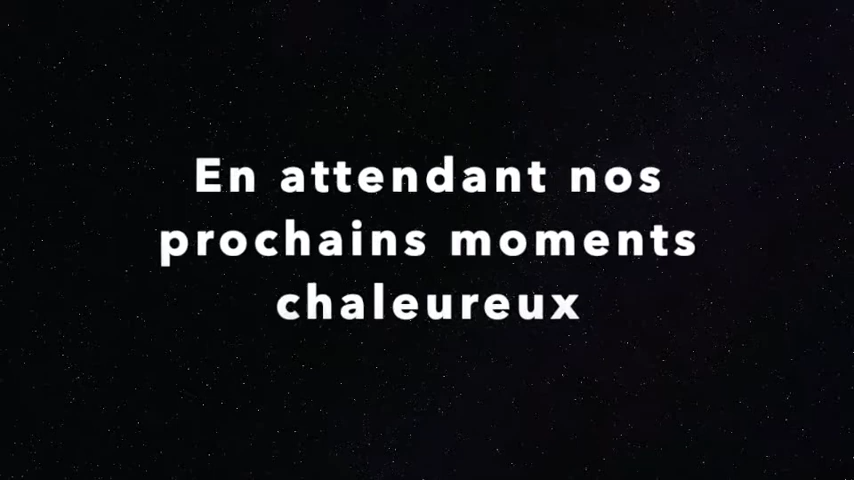 En attendant nos
prochains moments
chaleureux